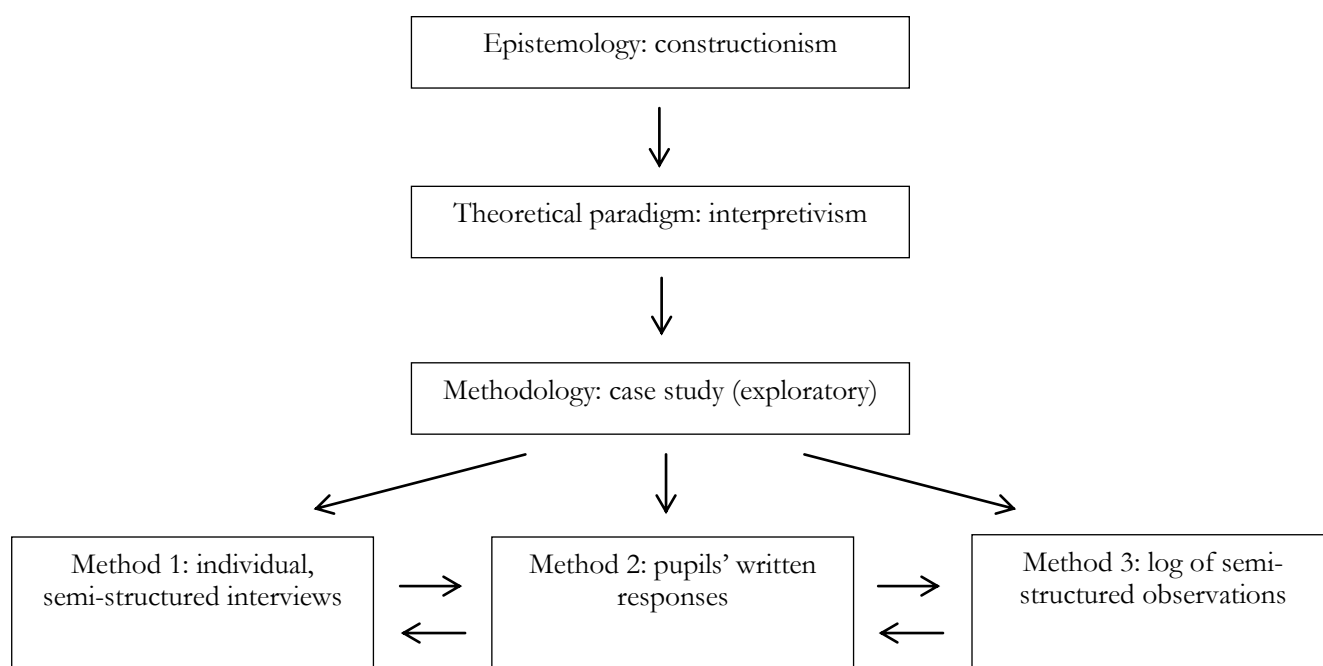 Epistemology: constructionism
Theoretical paradigm: interpretivism
Methodology: case study (exploratory)
Method 1: individual,
semi-structured interviews
Method 2: pupils’ written
responses
Method 3: log of semi-
structured observations